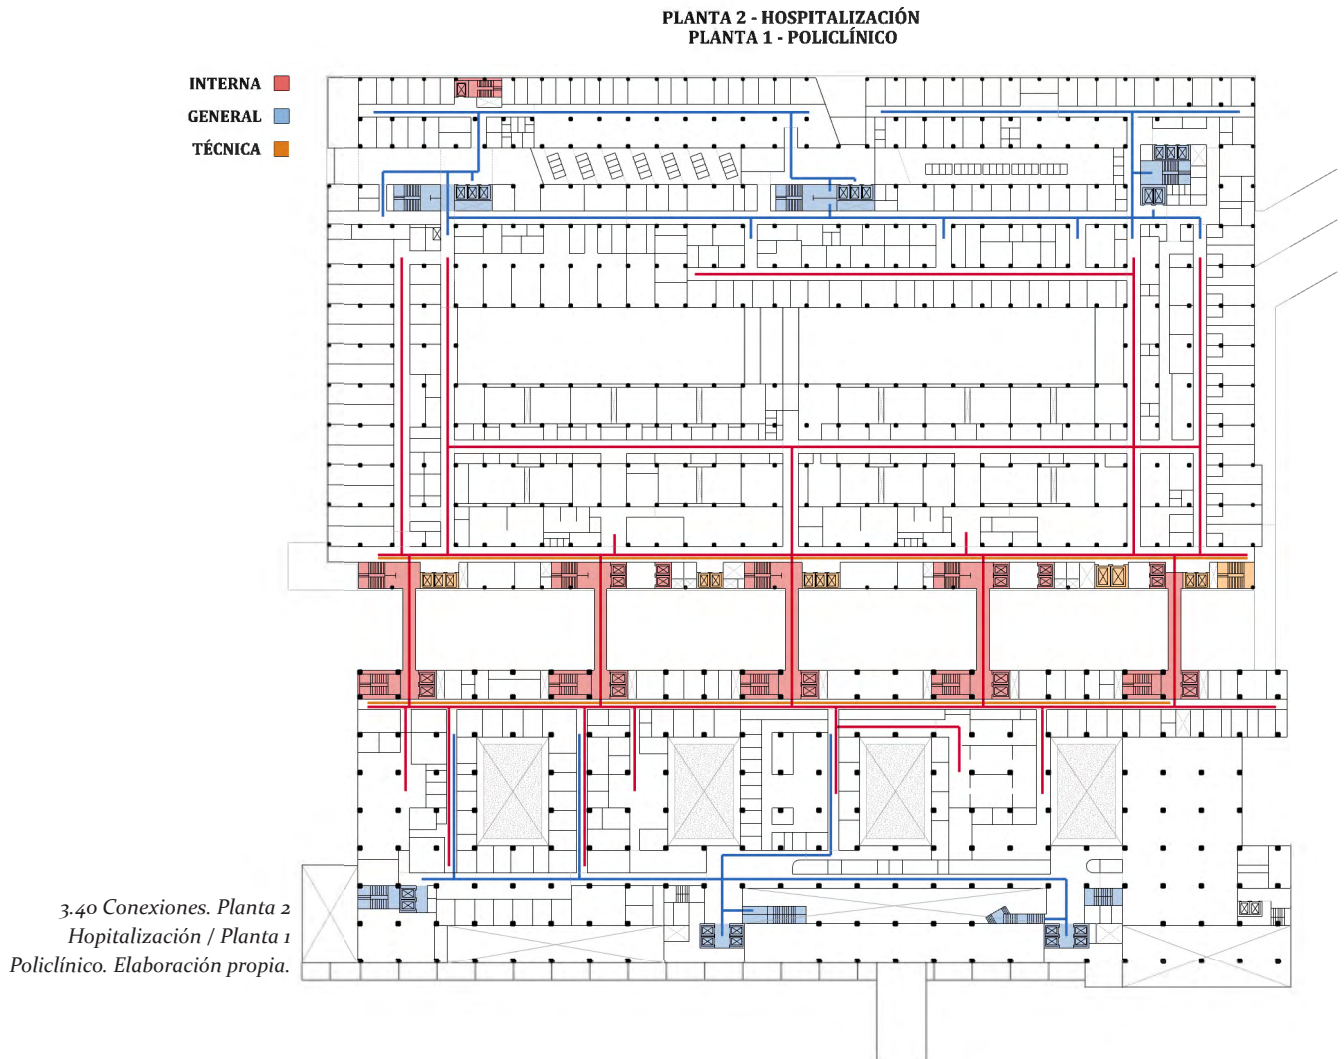 PLANTA 2 - HOSPITALIZACIÓN
PLANTA 1 - POLICLÍNICO
INTERNA
GENERAL
TÉCNICA
3.40 Conexiones. Planta 2
Hopitalización / Planta 1
Policlínico. Elaboración propia.